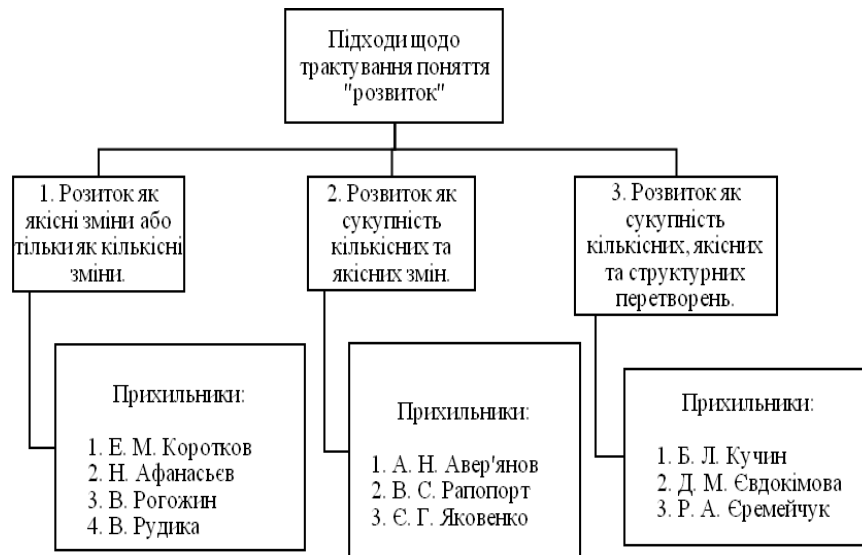 Підходи щодо
трактування поняття
"розвиток"
1. Розиток як
якісні зміни або
тільки як кількісні
зміни.
2. Розвиток як
сукупність
кількісних та
якісних змін.
3. Розвиток як
сукупність
кількісних, якісних
та структурних
перетворень.
Прихильники:
1. Е. М. Коротков
2. Н. Афанасьєв
3. В. Рогожин
4. В. Рудика
Прихильники:
1. А. Н. Авер'янов
2. В. С. Рапопорт
3. Є. Г. Яковенко
Прихильники:
1. Б. Л. Кучин
2. Д. М. Євдокімова
3. Р. А. Єремейчук